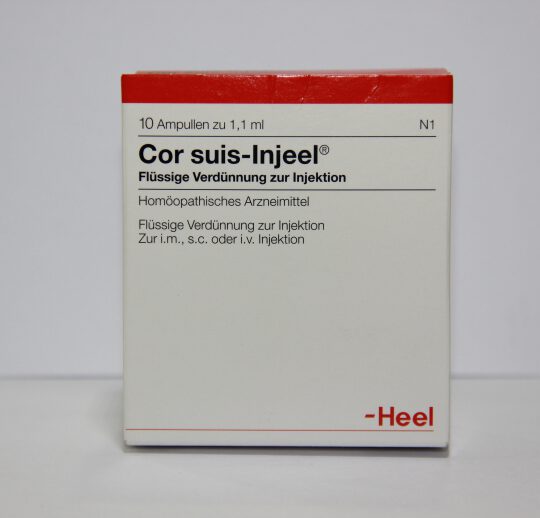 10 Ampullen zu 1,1 ml N1
Cor suis-Injeel®
Flüssige Verdünnung zur Injektion
Homöopathisches Arzneimittel
Flüssige Verdünnung zur Injektion
Zur i.m., s.c. oder i.v. Injektion
-Heel